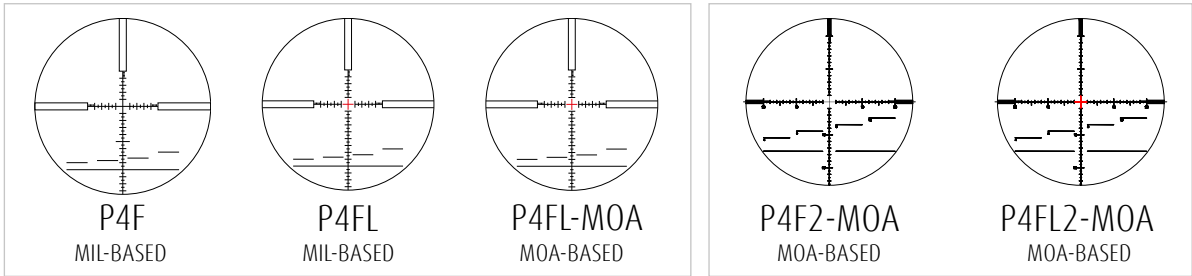 P4F
MIL-BASED
P4FL
MIL-BASED
P4FL-MOA
MOA-BASED
P4F2-MOA
MOA-BASED
P4FL2-MOA
MOA-BASED